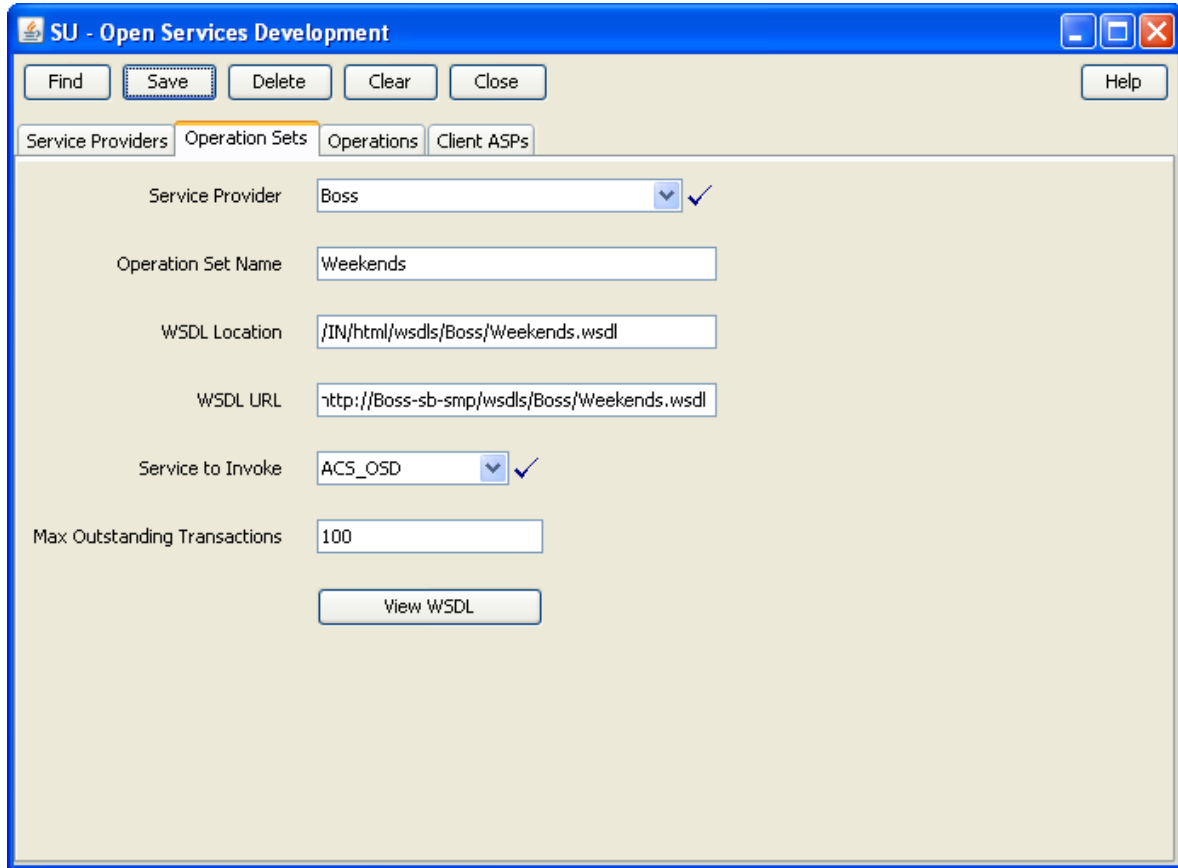 SU - Open Services Development
Find Save Delete Clear Close Help
Service Providers Operation Sets Operations Client ASPs
Service Provider Boss
Operation Set Name Weekends
WSDL Location /IN/html/wsdls/Boss/Weekends.wsdl
WSDL URL http://Boss-sb-smp/wsdls/Boss/Weekends.wsdl
Service to Invoke ACS_OSD
Max Outstanding Transactions 100
View WSDL